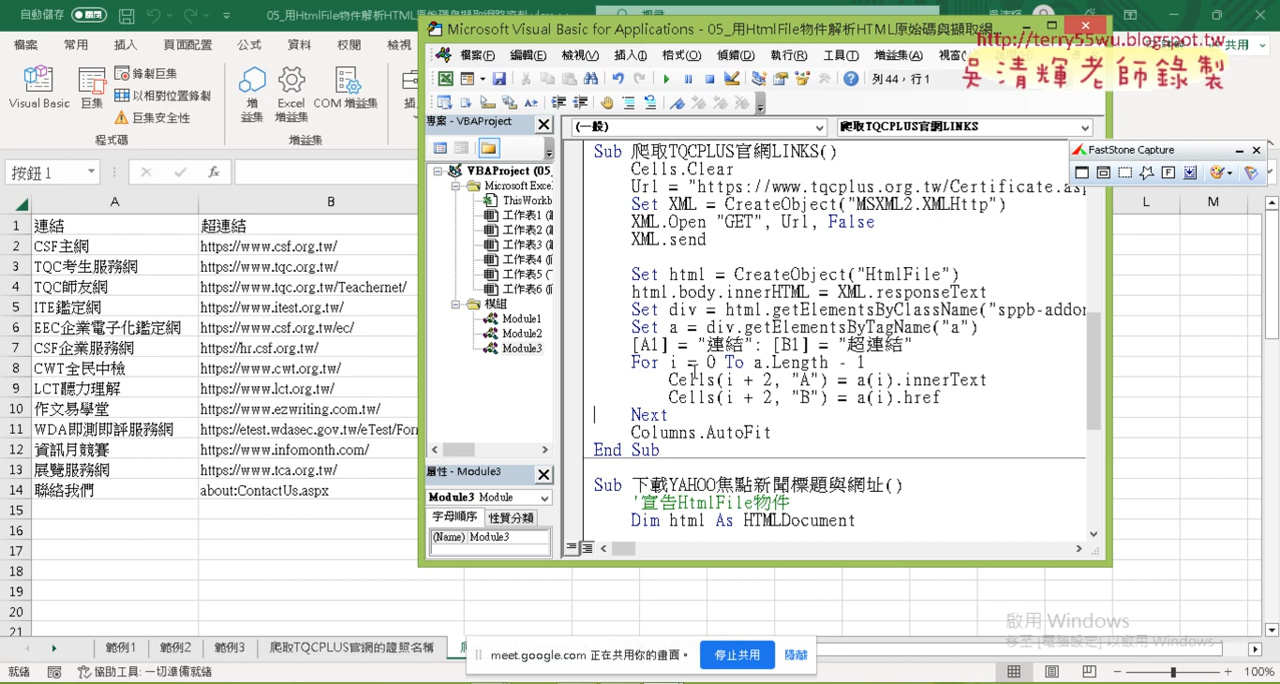 自動儲存
05_用HtmlFile物件解析HTML原始碼與擷取網
檔案 常用 插入 頁面配置 公式 資料 校閱 檢視
Visual Basic
巨集
錄製巨集
以相對位置錄製
巨集安全性
程式碼
增益集
Excel 增益集
COM 增益集
增益集
共用
按鈕 1
fx
A B L M
1 連結 超連結
2 CSF主網 https://www.csf.org.tw/
3 TQC考生服務網 https://www.tqc.org.tw/
4 TQC師友網 https://www.tqc.org.tw/Teachernet/
5 ITE鑑定網 https://www.itest.org.tw/
6 EEC企業電子化鑑定網 https://www.csf.org.tw/ec/
7 CSF企業服務網 https://hr.csf.org.tw/
8 CWT全民中檢 https://www.cwt.org.tw/
9 LCT聽力理解 https://www.lct.org.tw/
10 作文易學堂 https://www.ezwriting.com.tw/
11 WDA即測即評服務網 https://etest.wdasec.gov.tw/eTest/For
12 資訊月競賽 https://www.infomonth.com/
13 展覽服務網 https://www.tca.org.tw/
14 聯絡我們 about:ContactUs.aspx
15
16
17
18
19
20
21
Microsoft Visual Basic for Applications - 05_用HtmlFile物件解析HTML原始碼與擷取網
http://terry55wu.blogspot.tw
吳清輝老師錄製
檔案(F) 編輯(E) 檢視(V) 插入(I) 格式(O) 偵錯(D) 執行(R) 工具(T) 增益集(A)
列 44，行 1
專案 - VBAProject
VBAProject (05_
Microsoft Exce
ThisWorkb
工作表1 (
工作表2 (
工作表3 (
工作表4 (
工作表6 (
模組
Module1
Module2
Module3
屬性 - Module3
Module3 Module
字母順序 性質分類
(Name) Module3
(一般)
爬取TQCPLUS官網LINKS
Sub 爬取TQCPLUS官網LINKS()
Cells.Clear
Url = "https://www.tqcplus.org.tw/Certificate.asp
Set XML = CreateObject("MSXML2.XMLHttp")
XML.Open "GET", Url, False
XML.send
Set html = CreateObject("HtmlFile")
html.body.innerHTML = XML.responseText
Set div = html.getElementsByClassName("sppb-addon
Set a = div.getElementsByTagName("a")
[A1] = "連結": [B1] = "超連結"
For i = 0 To a.Length - 1
Cells(i + 2, "A") = a(i).innerText
Cells(i + 2, "B") = a(i).href
Next
Columns.AutoFit
End Sub
Sub 下載YAHOO焦點新聞標題與網址()
'宣告HtmlFile物件
Dim html As HTMLDocument
FastStone Capture
啟用 Windows
移至 [電腦設定] 以啟用 Windows。
範例1 範例2 範例3 爬取TQCPLUS官網的證照名稱
meet.google.com 正在共用你的畫面。
停止共用
隱藏
就緒
協助工具: 一切準備就緒
100%